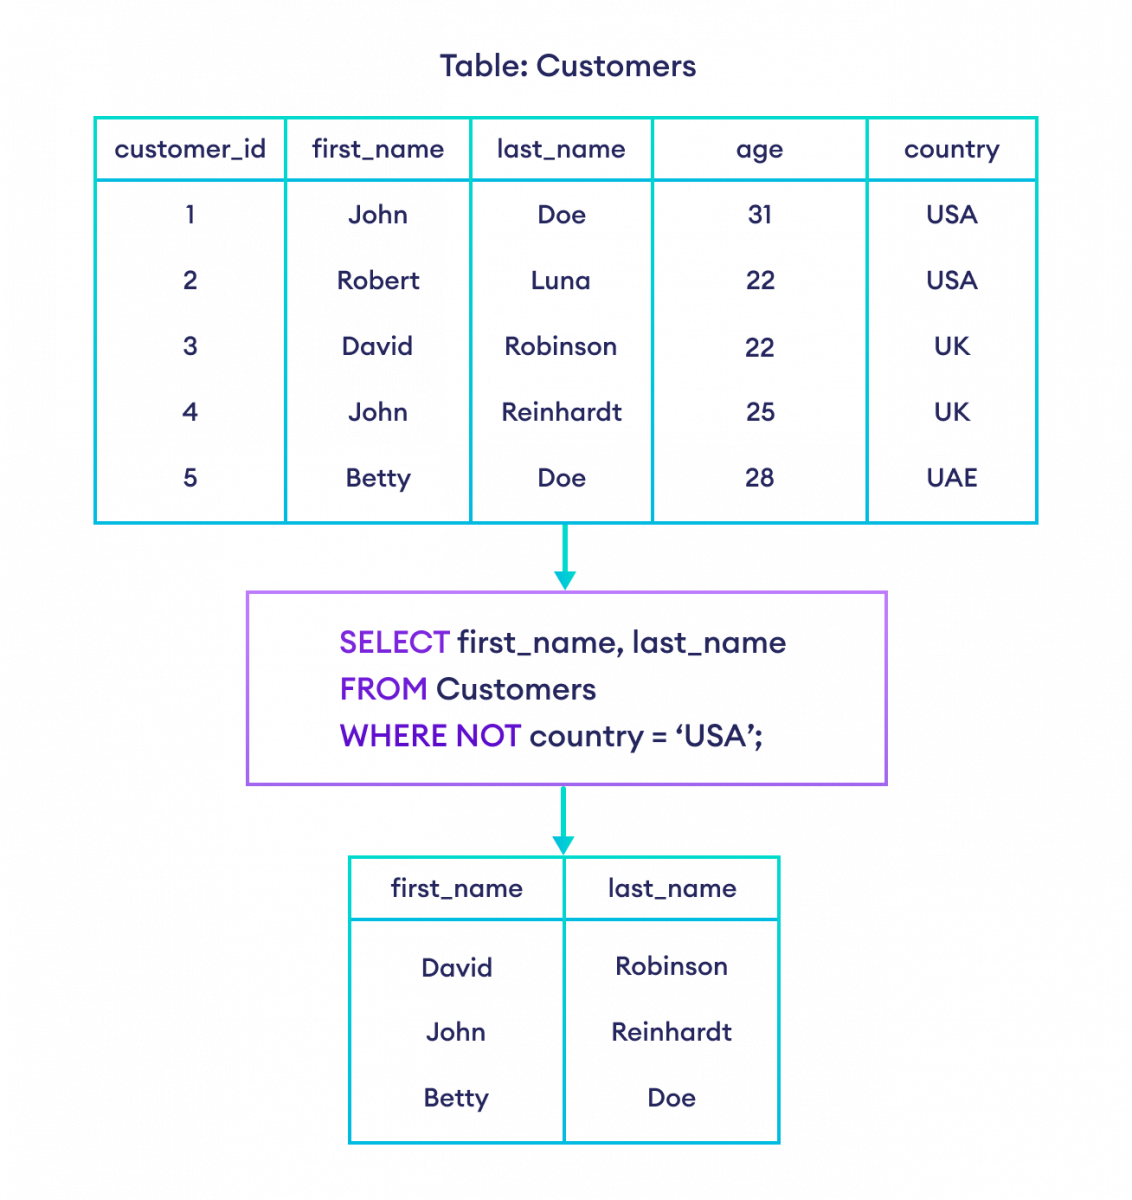 Table: Customers
customer_id first_name last_name age country
1 John Doe 31 USA
2 Robert Luna 22 USA
3 David Robinson 22 UK
4 John Reinhardt 25 UK
5 Betty Doe 28 UAE
SELECT first_name, last_name
FROM Customers
WHERE NOT country = ‘USA’;
first_name last_name
David Robinson
John Reinhardt
Betty Doe